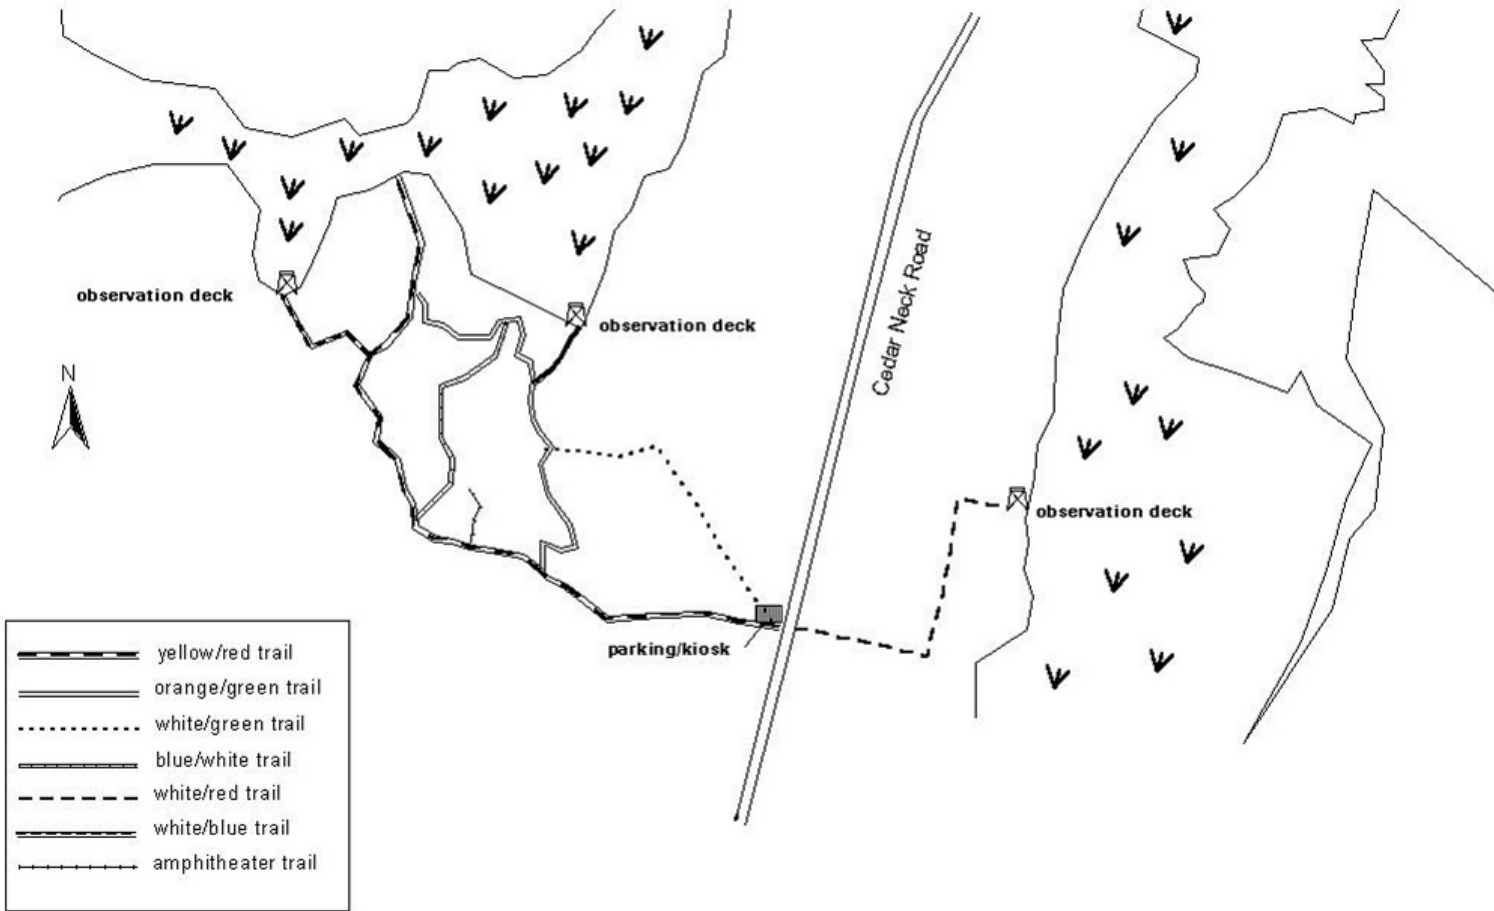 observation deck
observation deck
Cedar Neck Road
N
observation deck
parking/kiosk
yellow/red trail
orange/green trail
white/green trail
blue/white trail
white/red trail
white/blue trail
amphitheater trail